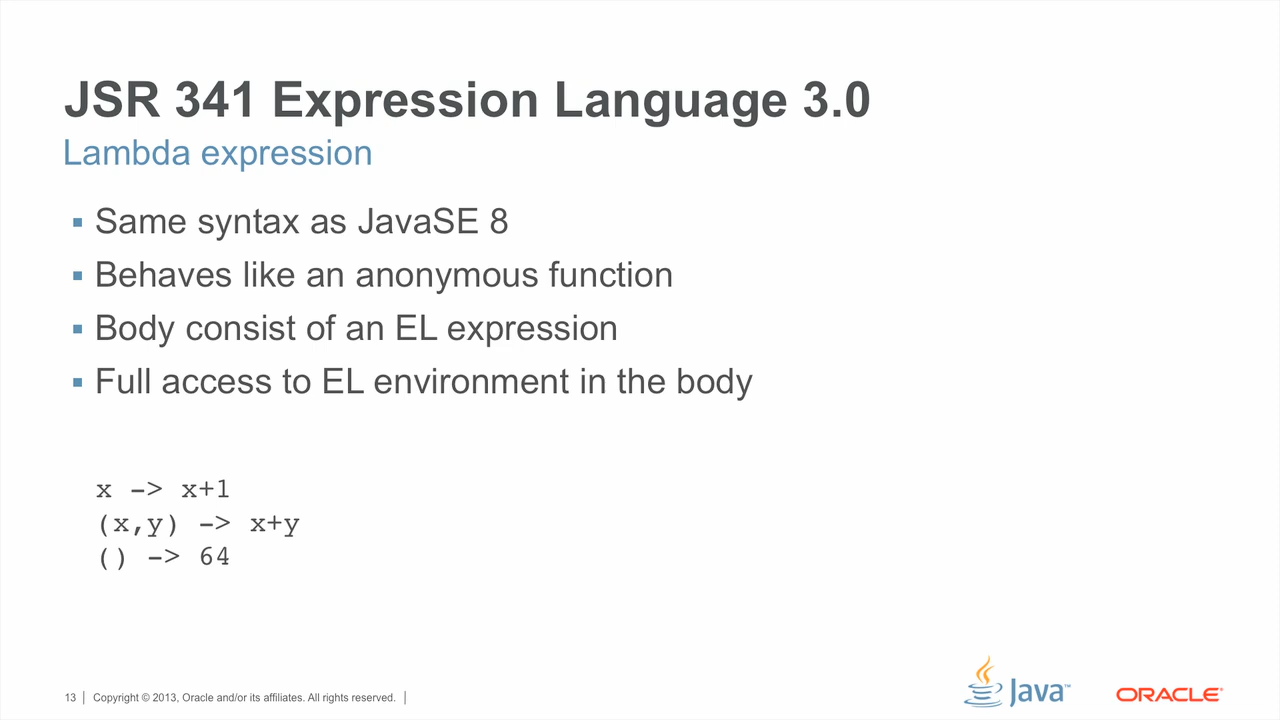 JSR 341 Expression Language 3.0
Lambda expression
▪ Same syntax as JavaSE 8
▪ Behaves like an anonymous function
▪ Body consist of an EL expression
▪ Full access to EL environment in the body
x -> x+1
(x,y) -> x+y
() -> 64
13 | Copyright © 2013, Oracle and/or its affiliates. All rights reserved. |
Java™
ORACLE®